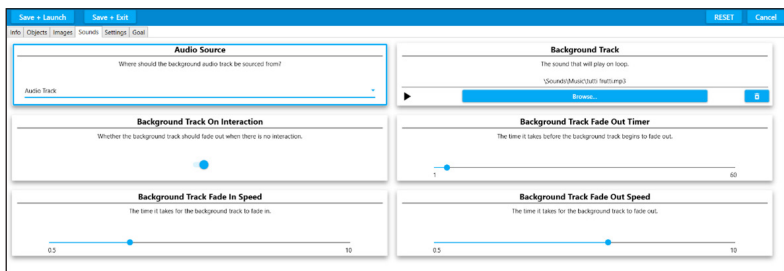 Save + Launch Save + Exit RESET Cancel
Info Objects Images Sounds Settings Goal
Audio Source
Where should the background audio track be sourced from?
Audio Track
Background Track
The sound that will play on loop.
\Sounds\Music\tutti frutti.mp3
Browse...
Background Track On Interaction
Whether the background track should fade out when there is no interaction.
Background Track Fade Out Timer
The time it takes before the background track begins to fade out.
1 60
Background Track Fade In Speed
The time it takes for the background track to fade in.
0.5 10
Background Track Fade Out Speed
The time it takes for the background track to fade out.
0.5 10